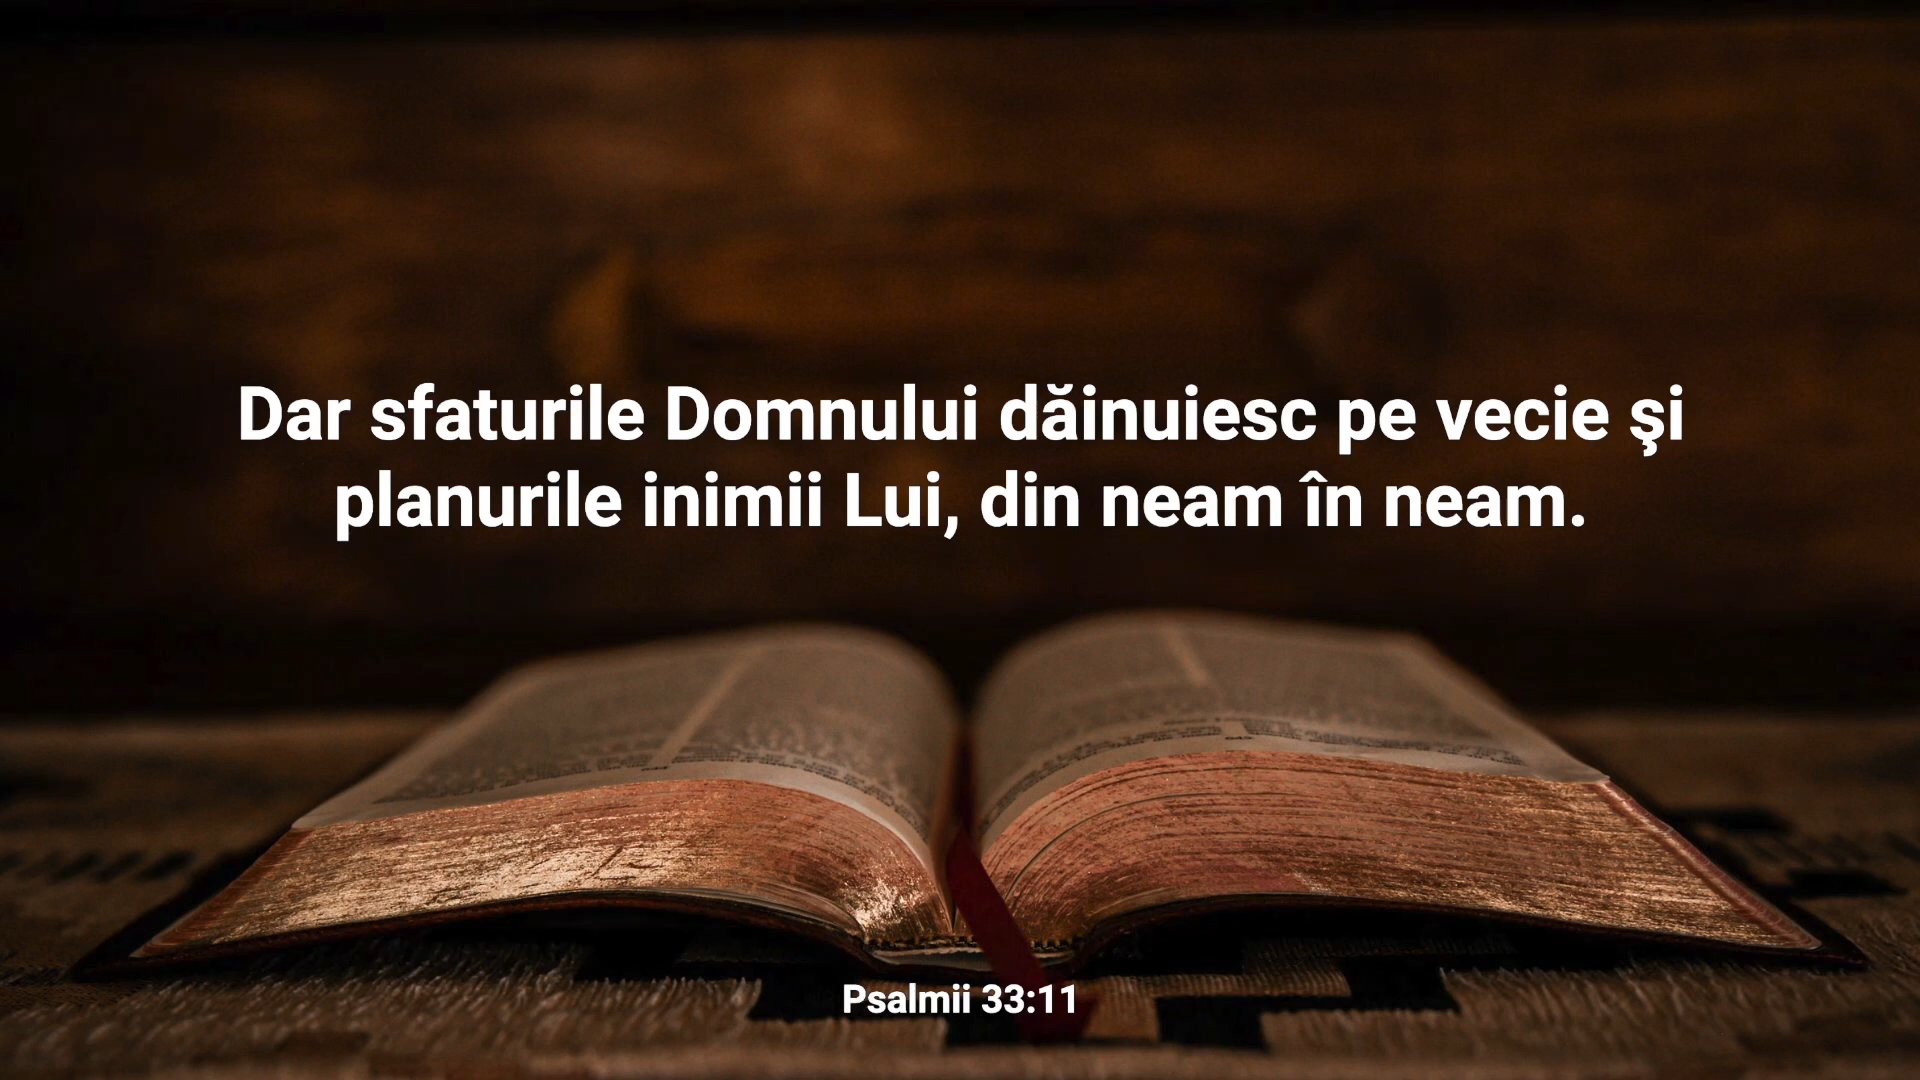 Dar sfaturile Domnului dăinuiesc pe vecie şi
planurile inimii Lui, din neam în neam.
Psalmii 33:11